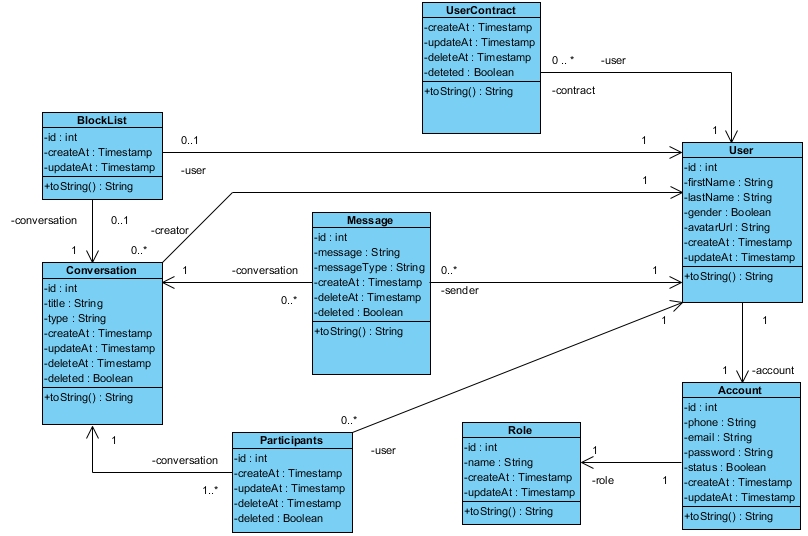 UserContract
-createAt : Timestamp
-updateAt : Timestamp
-deleteAt : Timestamp
-deteted : Boolean
+toString() : String
0 .. *
-user
-contract
1
BlockList
-id : int
-createAt : Timestamp
-updateAt : Timestamp
+toString() : String
0..1
-user
1
-conversation
0..1
1
-creator
0..*
1
User
-id : int
-firstName : String
-lastName : String
-gender : Boolean
-avatarUrl : String
-createAt : Timestamp
-updateAt : Timestamp
+toString() : String
Message
-id : int
-message : String
-messageType : String
-createAt : Timestamp
-deleteAt : Timestamp
-deleted : Boolean
+toString() : String
1
-conversation
0..*
0..*
-sender
1
Conversation
-id : int
-title : String
-type : String
-createAt : Timestamp
-updateAt : Timestamp
-deleteAt : Timestamp
-deleted : Boolean
+toString() : String
1
-conversation
1..*
Participants
-id : int
-createAt : Timestamp
-updateAt : Timestamp
-deleteAt : Timestamp
-deleted : Boolean
0..*
-user
1
1
1
-account
Role
-id : int
-name : String
-createAt : Timestamp
-updateAt : Timestamp
+toString() : String
1
-role
1
Account
-id : int
-phone : String
-email : String
-password : String
-status : Boolean
-createAt : Timestamp
-updateAt : Timestamp
+toString() : String